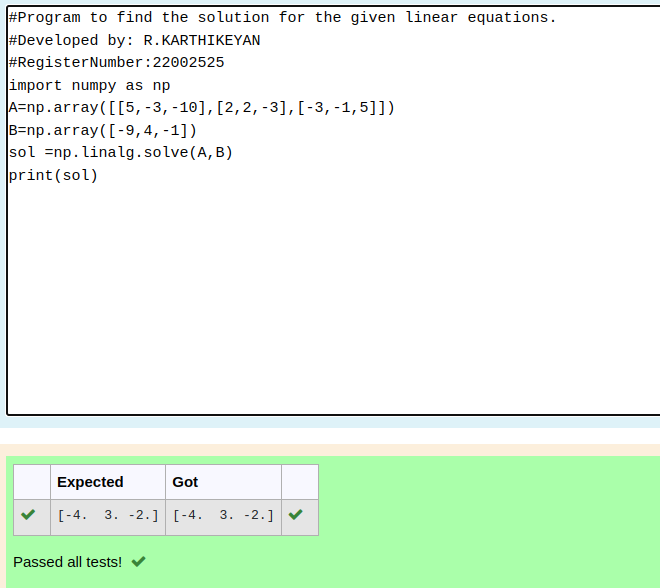 #Program to find the solution for the given linear equations.
#Developed by: R.KARTHIKEYAN
#RegisterNumber:22002525
import numpy as np
A=np.array([[5,-3,-10],[2,2,-3],[-3,-1,5]])
B=np.array([-9,4,-1])
sol =np.linalg.solve(A,B)
print(sol)
Expected Got
[-4.  3. -2.] [-4.  3. -2.]
Passed all tests!